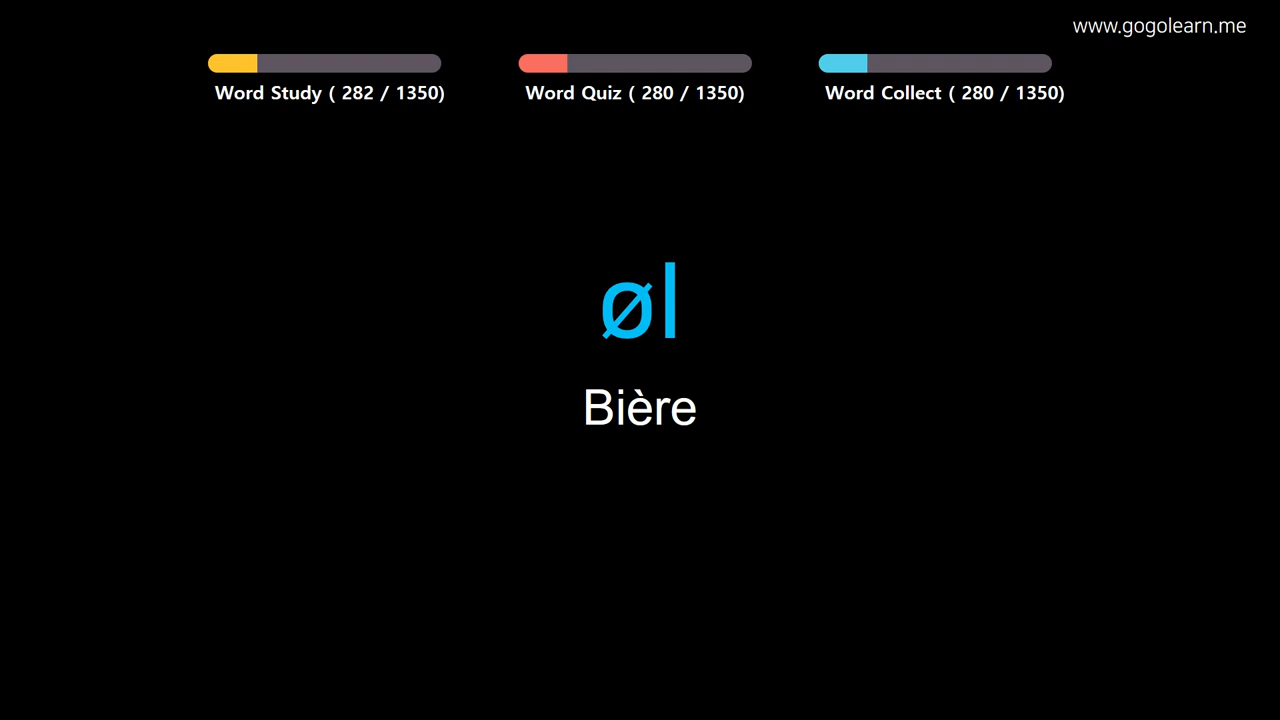 www.gogolearn.me
Word Study ( 282 / 1350)
Word Quiz ( 280 / 1350)
Word Collect ( 280 / 1350)
øl
Bière